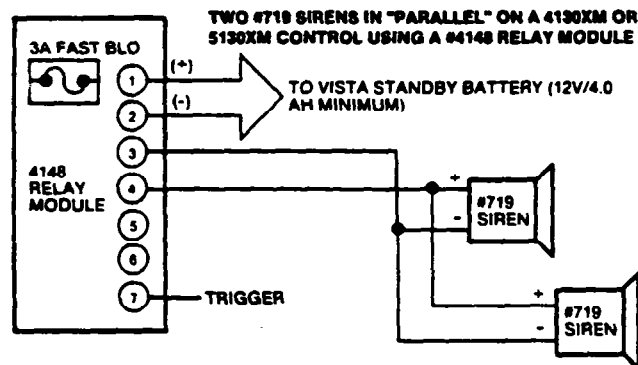 TWO #719 SIRENS IN "PARALLEL" ON A 4130XM OR
5130XM CONTROL USING A #4148 RELAY MODULE
3A FAST BLO
1
(+)
2
(-)
TO VISTA STANDBY BATTERY (12V/4.0
AH MINIMUM)
3
4148
RELAY
MODULE
4
5
6
7
TRIGGER
+
-
#719
SIREN
+
-
#719
SIREN